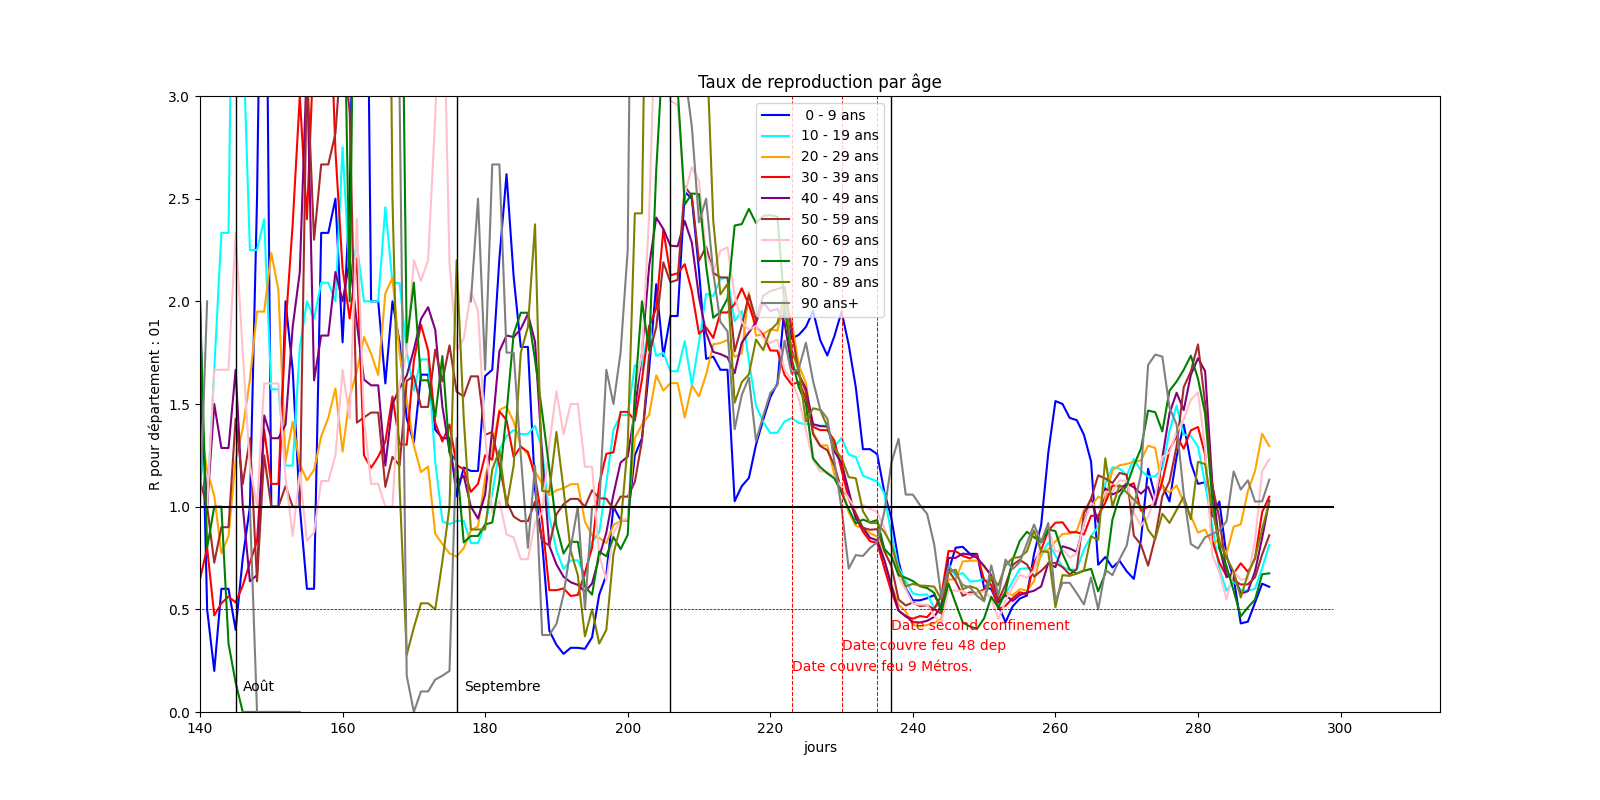 Taux de reproduction par âge
R pour département : 01
3.0
2.5
2.0
1.5
1.0
0.5
0.0
0 - 9 ans
10 - 19 ans
20 - 29 ans
30 - 39 ans
40 - 49 ans
50 - 59 ans
60 - 69 ans
70 - 79 ans
80 - 89 ans
90 ans+
Date second confinement
Date couvre feu 48 dep
Date couvre feu 9 Métros.
Août
Septembre
140 160 180 200 220 240 260 280 300
jours